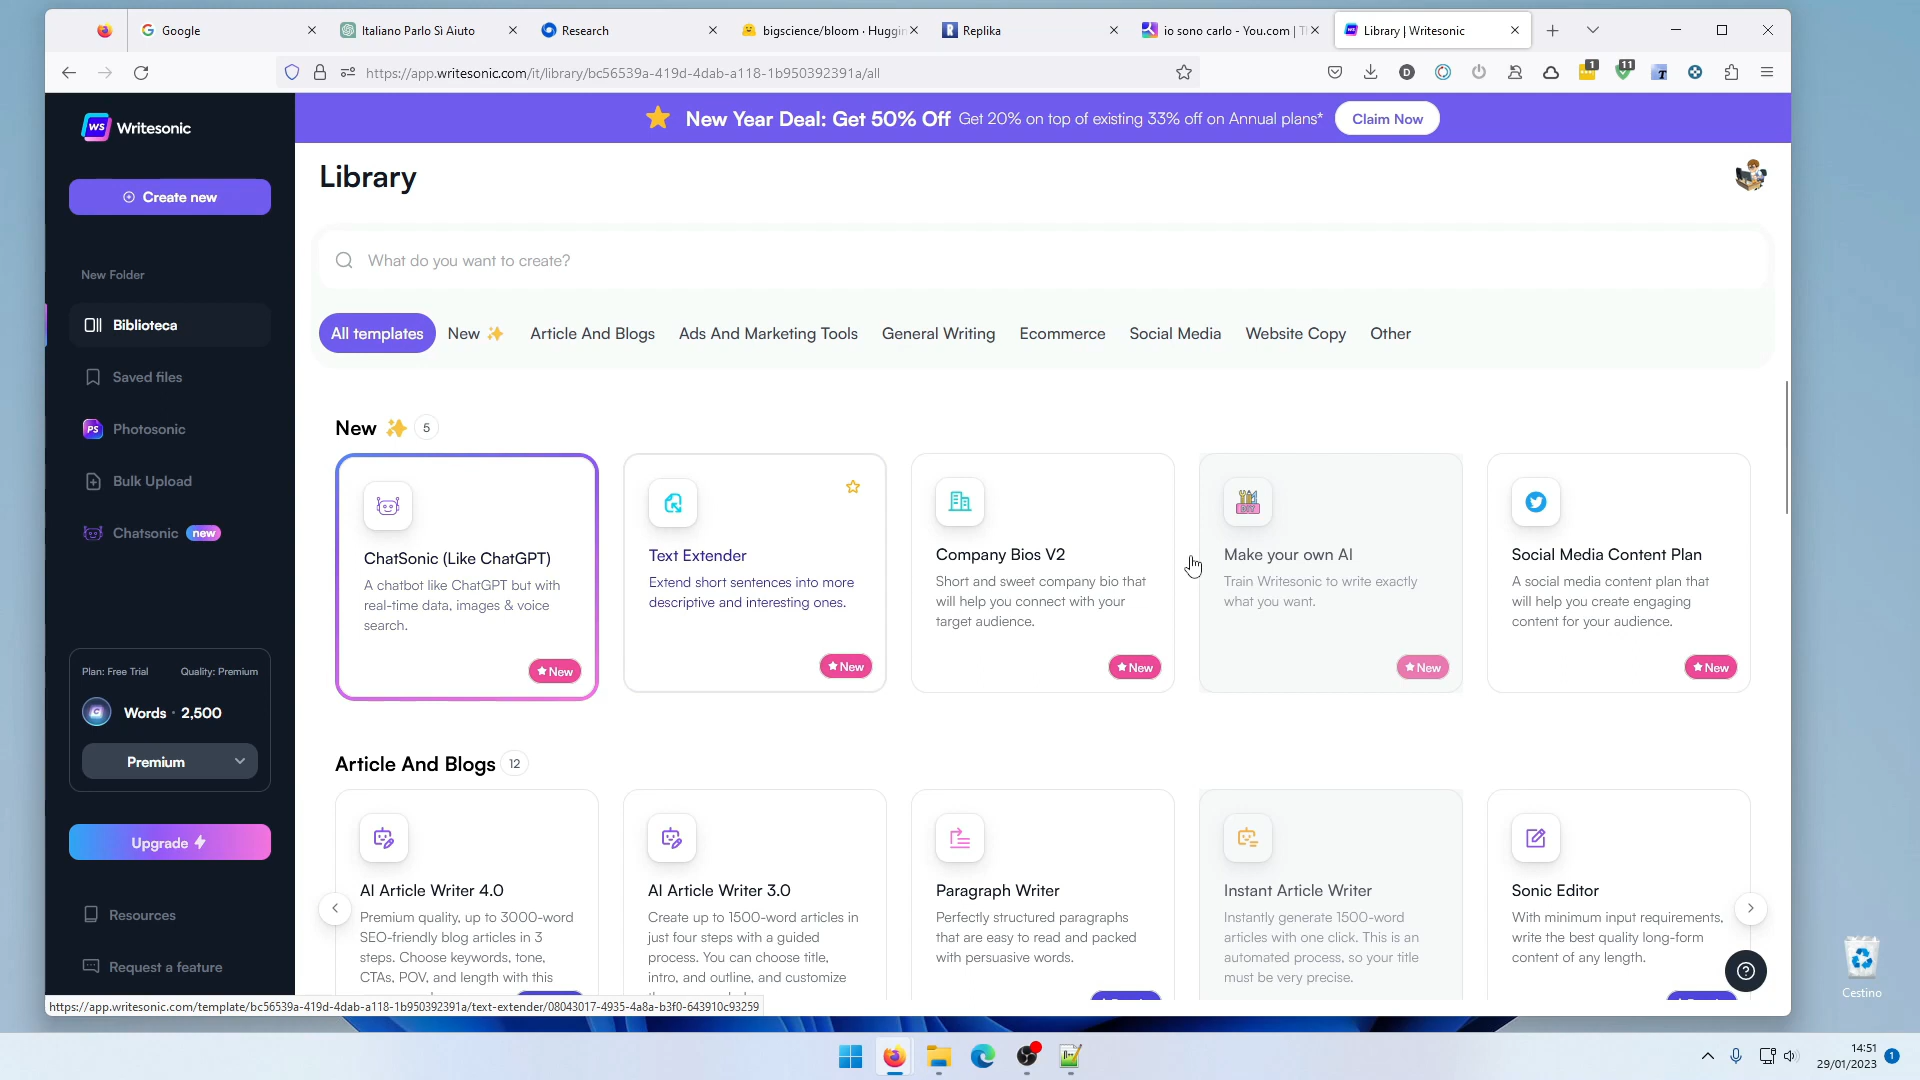 Google
Italiano Parlo Sì Aiuto
Research
bigscience/bloom · Huggin
Replika
io sono carlo - You.com | T
Library | Writesonic
https://app.writesonic.com/it/library/bc56539a-419d-4dab-a118-1b950392391a/all
1
11
WS Writesonic
New Year Deal: Get 50% Off Get 20% on top of existing 33% off on Annual plans* Claim Now
Library
Create new
What do you want to create?
New Folder
Biblioteca
Saved files
Photosonic
Bulk Upload
Chatsonic new
All templates
New
Article And Blogs
Ads And Marketing Tools
General Writing
Ecommerce
Social Media
Website Copy
Other
New 5
ChatSonic (Like ChatGPT)
A chatbot like ChatGPT but with
real-time data, images & voice
search.
New
Text Extender
Extend short sentences into more
descriptive and interesting ones.
New
Company Bios V2
Short and sweet company bio that
will help you connect with your
target audience.
New
DIY
Make your own AI
Train Writesonic to write exactly
what you want.
New
Social Media Content Plan
A social media content plan that
will help you create engaging
content for your audience.
New
Plan: Free Trial Quality: Premium
Words · 2,500
Premium
Upgrade
Resources
Request a feature
Article And Blogs 12
AI Article Writer 4.0
Premium quality, up to 3000-word
SEO-friendly blog articles in 3
steps. Choose keywords, tone,
CTAs, POV, and length with this
AI Article Writer 3.0
Create up to 1500-word articles in
just four steps with a guided
process. You can choose title,
intro, and outline, and customize
Paragraph Writer
Perfectly structured paragraphs
that are easy to read and packed
with persuasive words.
Instant Article Writer
Instantly generate 1500-word
articles with one click. This is an
automated process, so your title
must be very precise.
Sonic Editor
With minimum input requirements,
write the best quality long-form
content of any length.
https://app.writesonic.com/template/bc56539a-419d-4dab-a118-1b950392391a/text-extender/08043017-4935-4a8a-b3f0-643910c93259
Cestino
14:51
29/01/2023
1